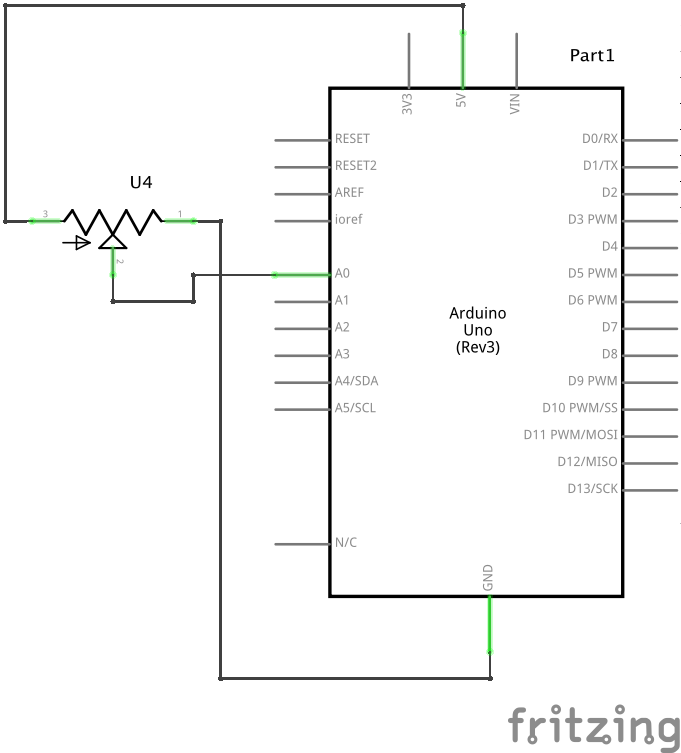 Part1
3V3
5V
VIN
RESET
RESET2
AREF
ioref
A0
A1
A2
A3
A4/SDA
A5/SCL
N/C
D0/RX
D1/TX
D2
D3 PWM
D4
D5 PWM
D6 PWM
D7
D8
D9 PWM
D10 PWM/SS
D11 PWM/MOSI
D12/MISO
D13/SCK
Arduino
Uno
(Rev3)
GND
U4
3
1
2
fritzing